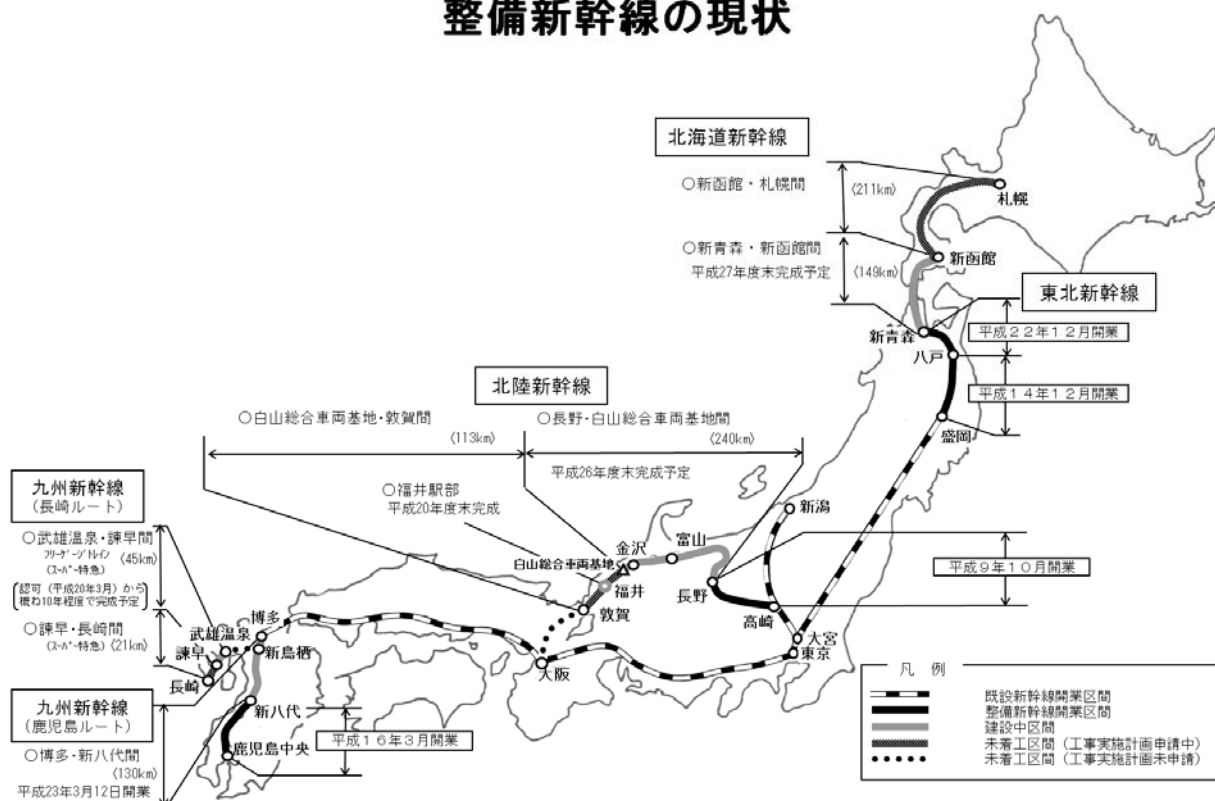 整備新幹線の現状
北海道新幹線
○新函館・札幌間
〈211km〉
札幌
○新青森・新函館間
平成27年度末完成予定
〈149km〉
新函館
東北新幹線
平成22年12月開業
新青森
八戸
平成14年12月開業
盛岡
北陸新幹線
○白山総合車両基地・敦賀間
〈113km〉
○長野・白山総合車両基地間
〈240km〉
平成26年度末完成予定
○福井駅部
平成20年度末完成
新潟
富山
金沢
白山総合車両基地
福井
敦賀
長野
高崎
平成9年10月開業
大宮
東京
大阪
九州新幹線
（長崎ルート）
○武雄温泉・諫早間
ﾌﾘｰｹﾞｰｼﾞﾄﾚｲﾝ
〈45km〉
(ｽｰﾊﾟｰ特急)
認可（平成20年3月）から
概ね10年程度で完成予定
○諫早・長崎間
(ｽｰﾊﾟｰ特急)〈21km〉
博多
武雄温泉
新鳥栖
諫早
長崎
九州新幹線
（鹿児島ルート）
○博多・新八代間
〈130km〉
平成23年3月12日開業
新八代
平成16年3月開業
鹿児島中央
凡 例
既設新幹線開業区間
整備新幹線開業区間
建設中区間
未着工区間（工事実施計画申請中）
未着工区間（工事実施計画未申請）